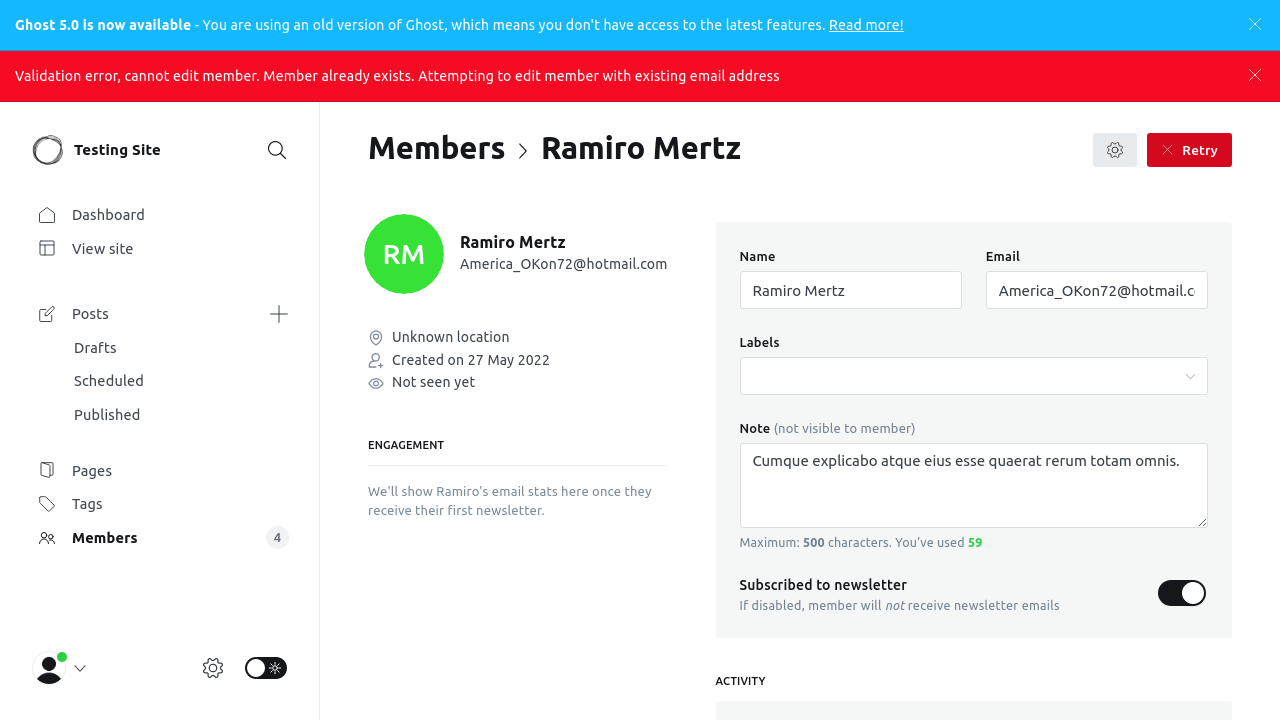 Ghost 5.0 is now available - You are using an old version of Ghost, which means you don't have access to the latest features. Read more!
Validation error, cannot edit member. Member already exists. Attempting to edit member with existing email address
Testing Site
Dashboard
View site
Posts
Drafts
Scheduled
Published
Pages
Tags
Members
4
Members > Ramiro Mertz
Retry
RM
Ramiro Mertz
America_OKon72@hotmail.com
Unknown location
Created on 27 May 2022
Not seen yet
ENGAGEMENT
We'll show Ramiro's email stats here once they
receive their first newsletter.
Name
Ramiro Mertz
Email
America_OKon72@hotmail.c
Labels
Note (not visible to member)
Cumque explicabo atque eius esse quaerat rerum totam omnis.
Maximum: 500 characters. You've used 59
Subscribed to newsletter
If disabled, member will not receive newsletter emails
ACTIVITY